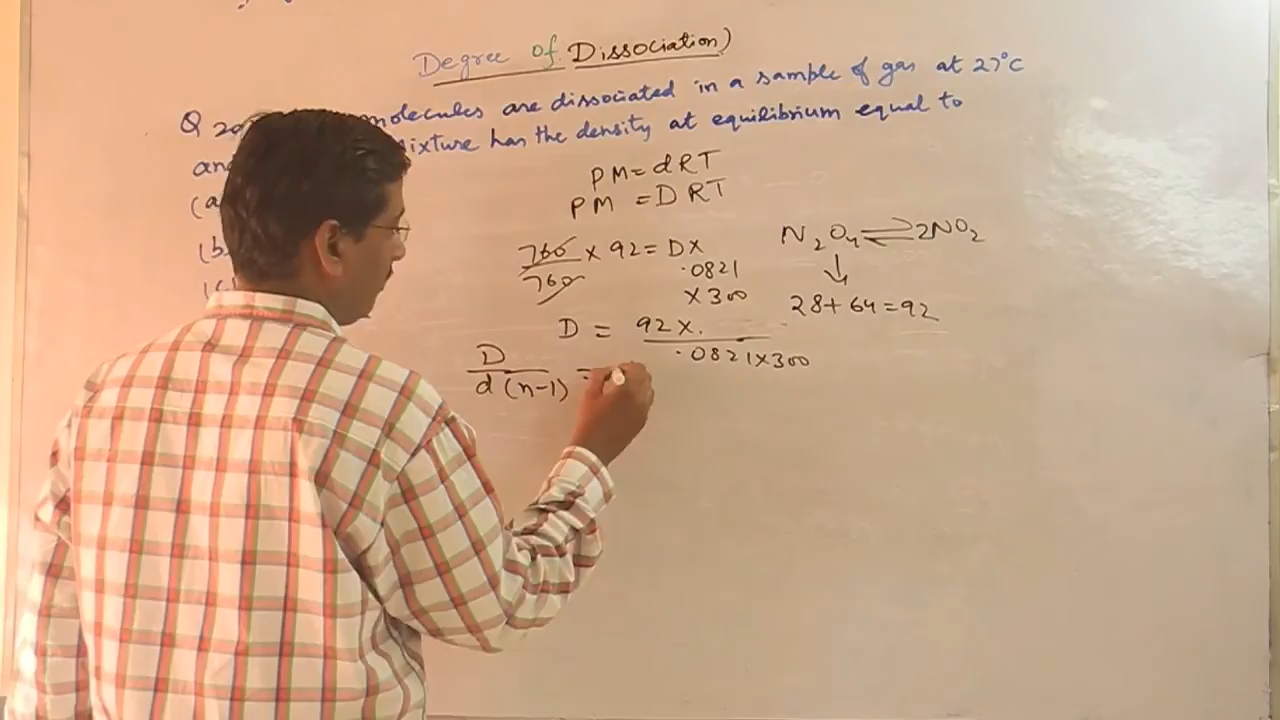 Degree of Dissociation)
Q 20 molecules are dissociated in a sample of gas at 27°C
and ixture has the density at equilibrium equal to
(a
(b
(c)
PM = dRT
PM = DRT
760/760 × 92 = D×
.0821
×300
N2O4 ⇌ 2NO2
↓
28+64=92
D = 92 × . / .0821×300
D / d(n-1) =